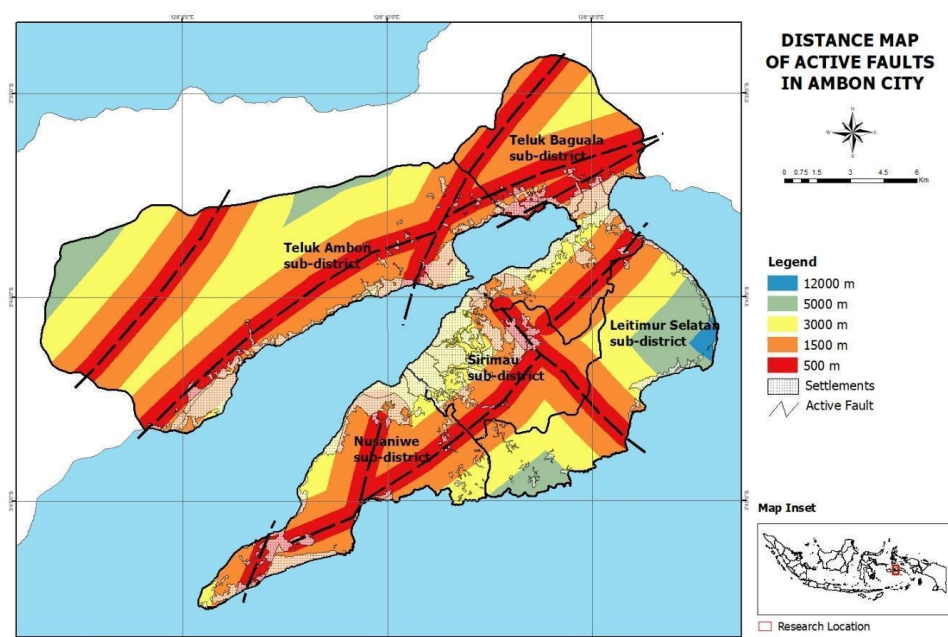 DISTANCE MAP
OF ACTIVE FAULTS
IN AMBON CITY
N
W
E
S
0 0.75 1.5 3 4.5 6
Km
Teluk Baguala
sub-district
Teluk Ambon
sub-district
Leitimur Selatan
sub-district
Sirimau
sub-district
Nusaniwe
sub-district
Legend
12000 m
5000 m
3000 m
1500 m
500 m
Settlements
Active Fault
Map Inset
Research Location